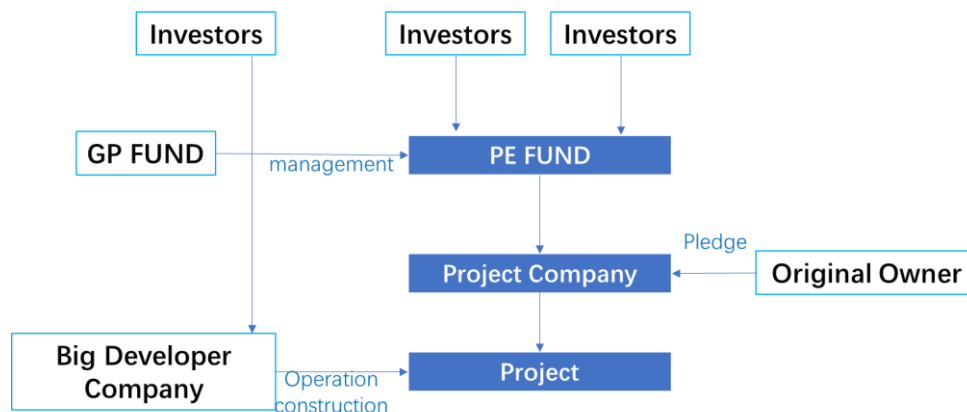 Investors
Investors
Investors
GP FUND
management
PE FUND
Pledge
Project Company
Original Owner
Big Developer
Company
Operation
construction
Project